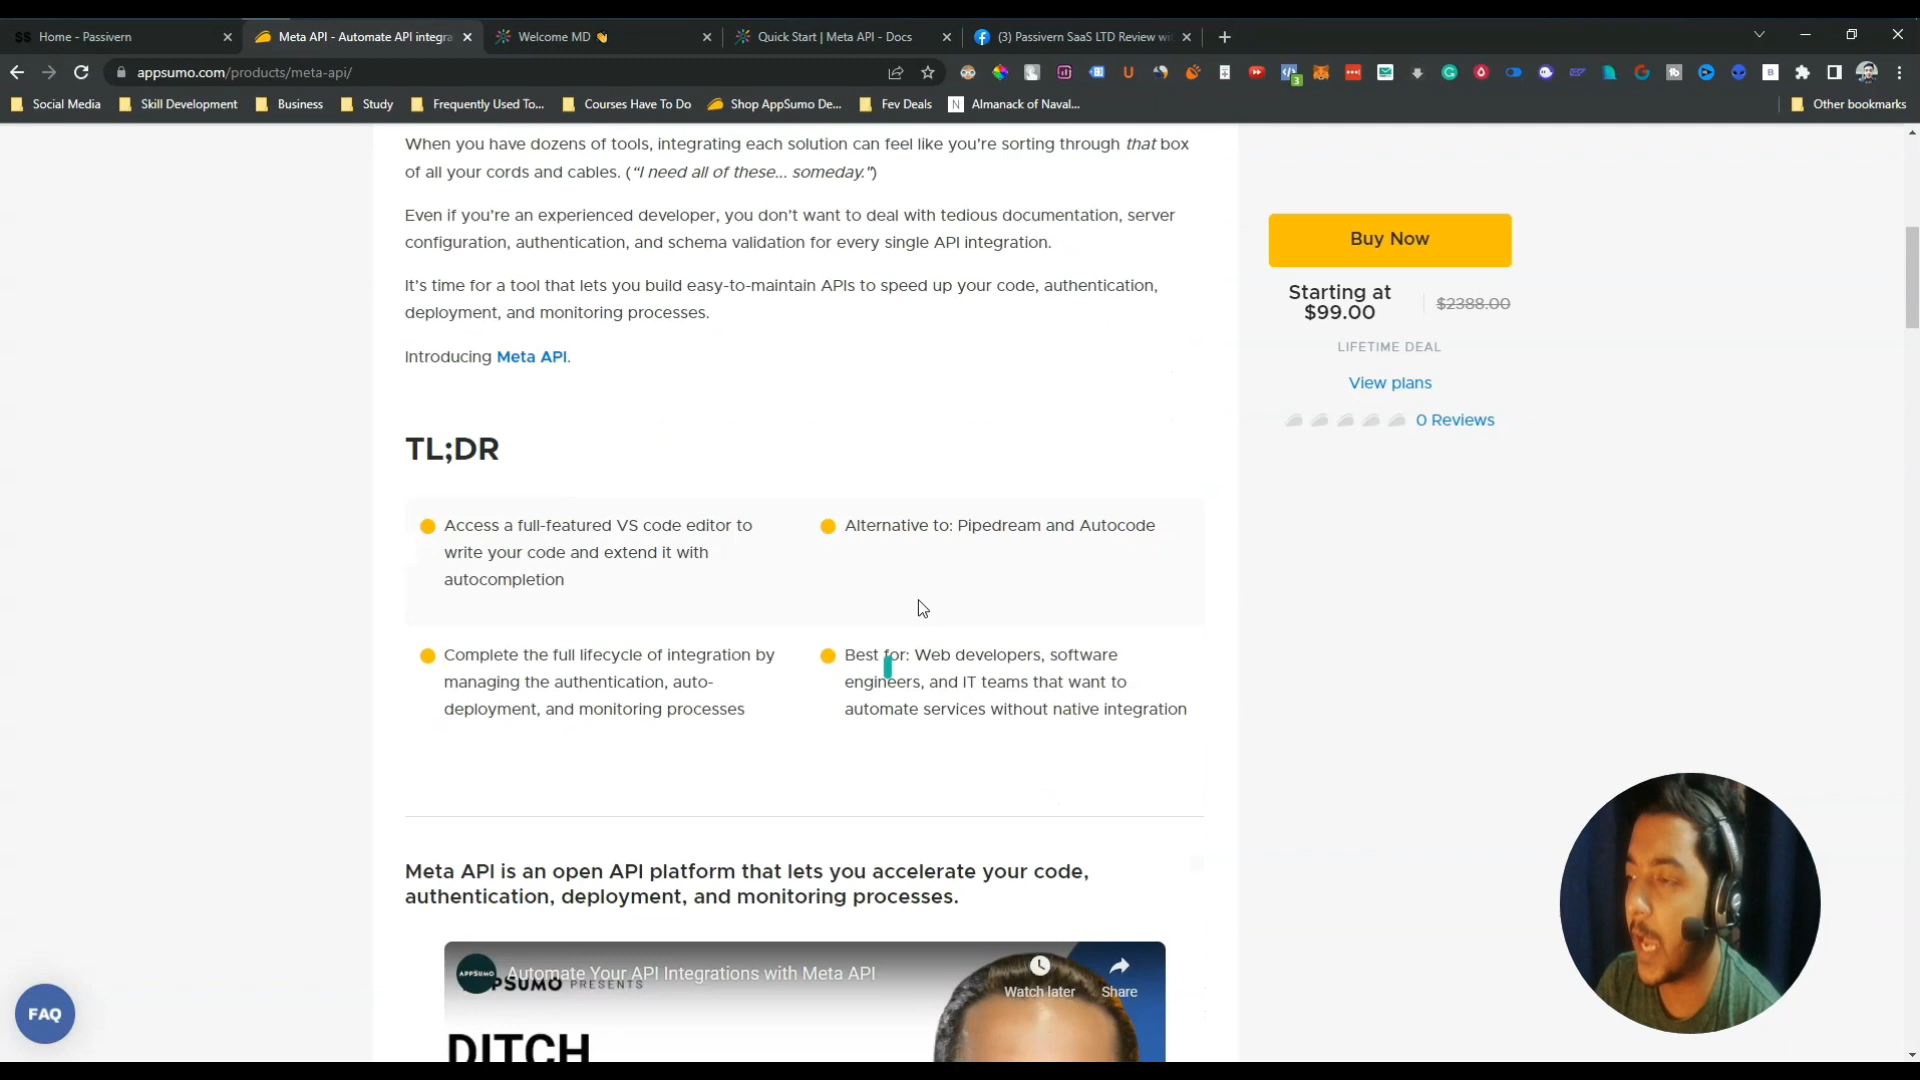 Home - Passivern
Meta API - Automate API integra
Welcome MD 👋
Quick Start | Meta API - Docs
(3) Passivern SaaS LTD Review wi
appsumo.com/products/meta-api/
Social Media
Skill Development
Business
Study
Frequently Used To...
Courses Have To Do
Shop AppSumo De...
Fev Deals
Almanack of Naval...
Other bookmarks
When you have dozens of tools, integrating each solution can feel like you're sorting through that box
of all your cords and cables. (“I need all of these... someday.”)
Even if you're an experienced developer, you don't want to deal with tedious documentation, server
configuration, authentication, and schema validation for every single API integration.
It's time for a tool that lets you build easy-to-maintain APIs to speed up your code, authentication,
deployment, and monitoring processes.
Introducing Meta API.
Buy Now
Starting at
$99.00
$2388.00
LIFETIME DEAL
View plans
0 Reviews
TL;DR
Access a full-featured VS code editor to
write your code and extend it with
autocompletion
Alternative to: Pipedream and Autocode
Complete the full lifecycle of integration by
managing the authentication, auto-
deployment, and monitoring processes
Best for: Web developers, software
engineers, and IT teams that want to
automate services without native integration
Meta API is an open API platform that lets you accelerate your code,
authentication, deployment, and monitoring processes.
APPSUMO
Automate Your API Integrations with Meta API
PRESENTS
Watch later
Share
DITCH
FAQ